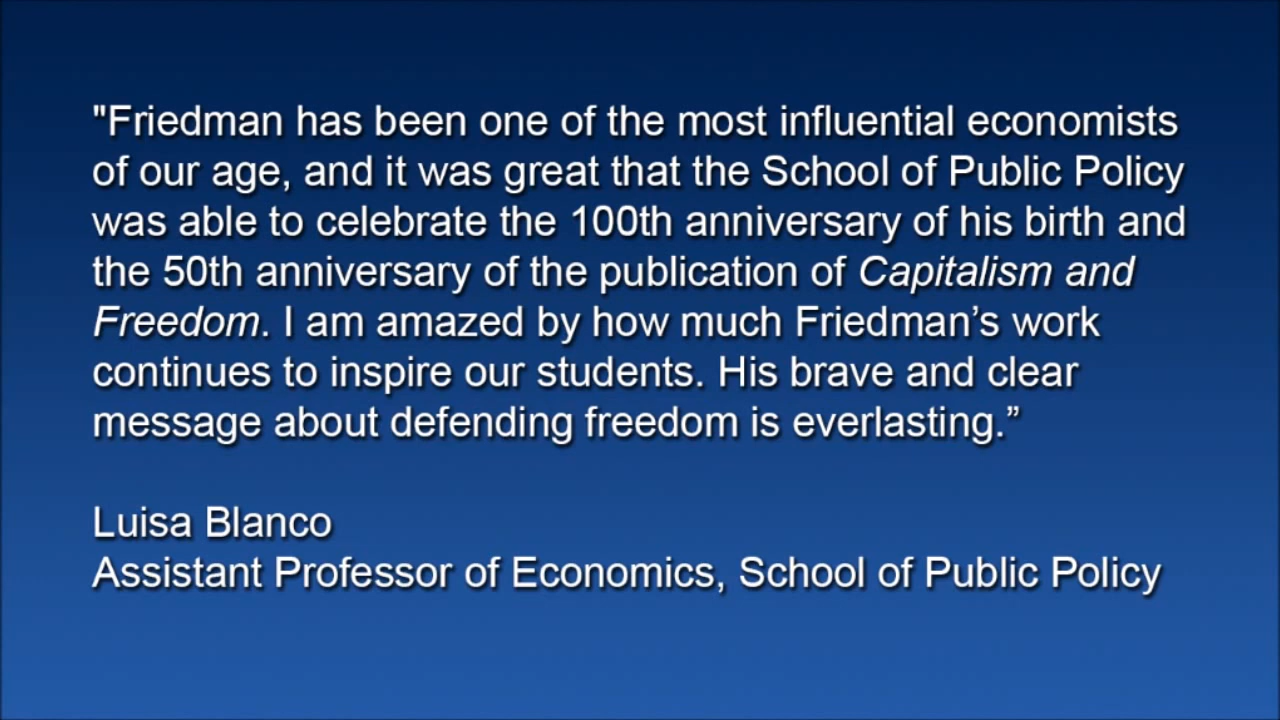 "Friedman has been one of the most influential economists
of our age, and it was great that the School of Public Policy
was able to celebrate the 100th anniversary of his birth and
the 50th anniversary of the publication of Capitalism and
Freedom. I am amazed by how much Friedman’s work
continues to inspire our students. His brave and clear
message about defending freedom is everlasting.”
Luisa Blanco
Assistant Professor of Economics, School of Public Policy